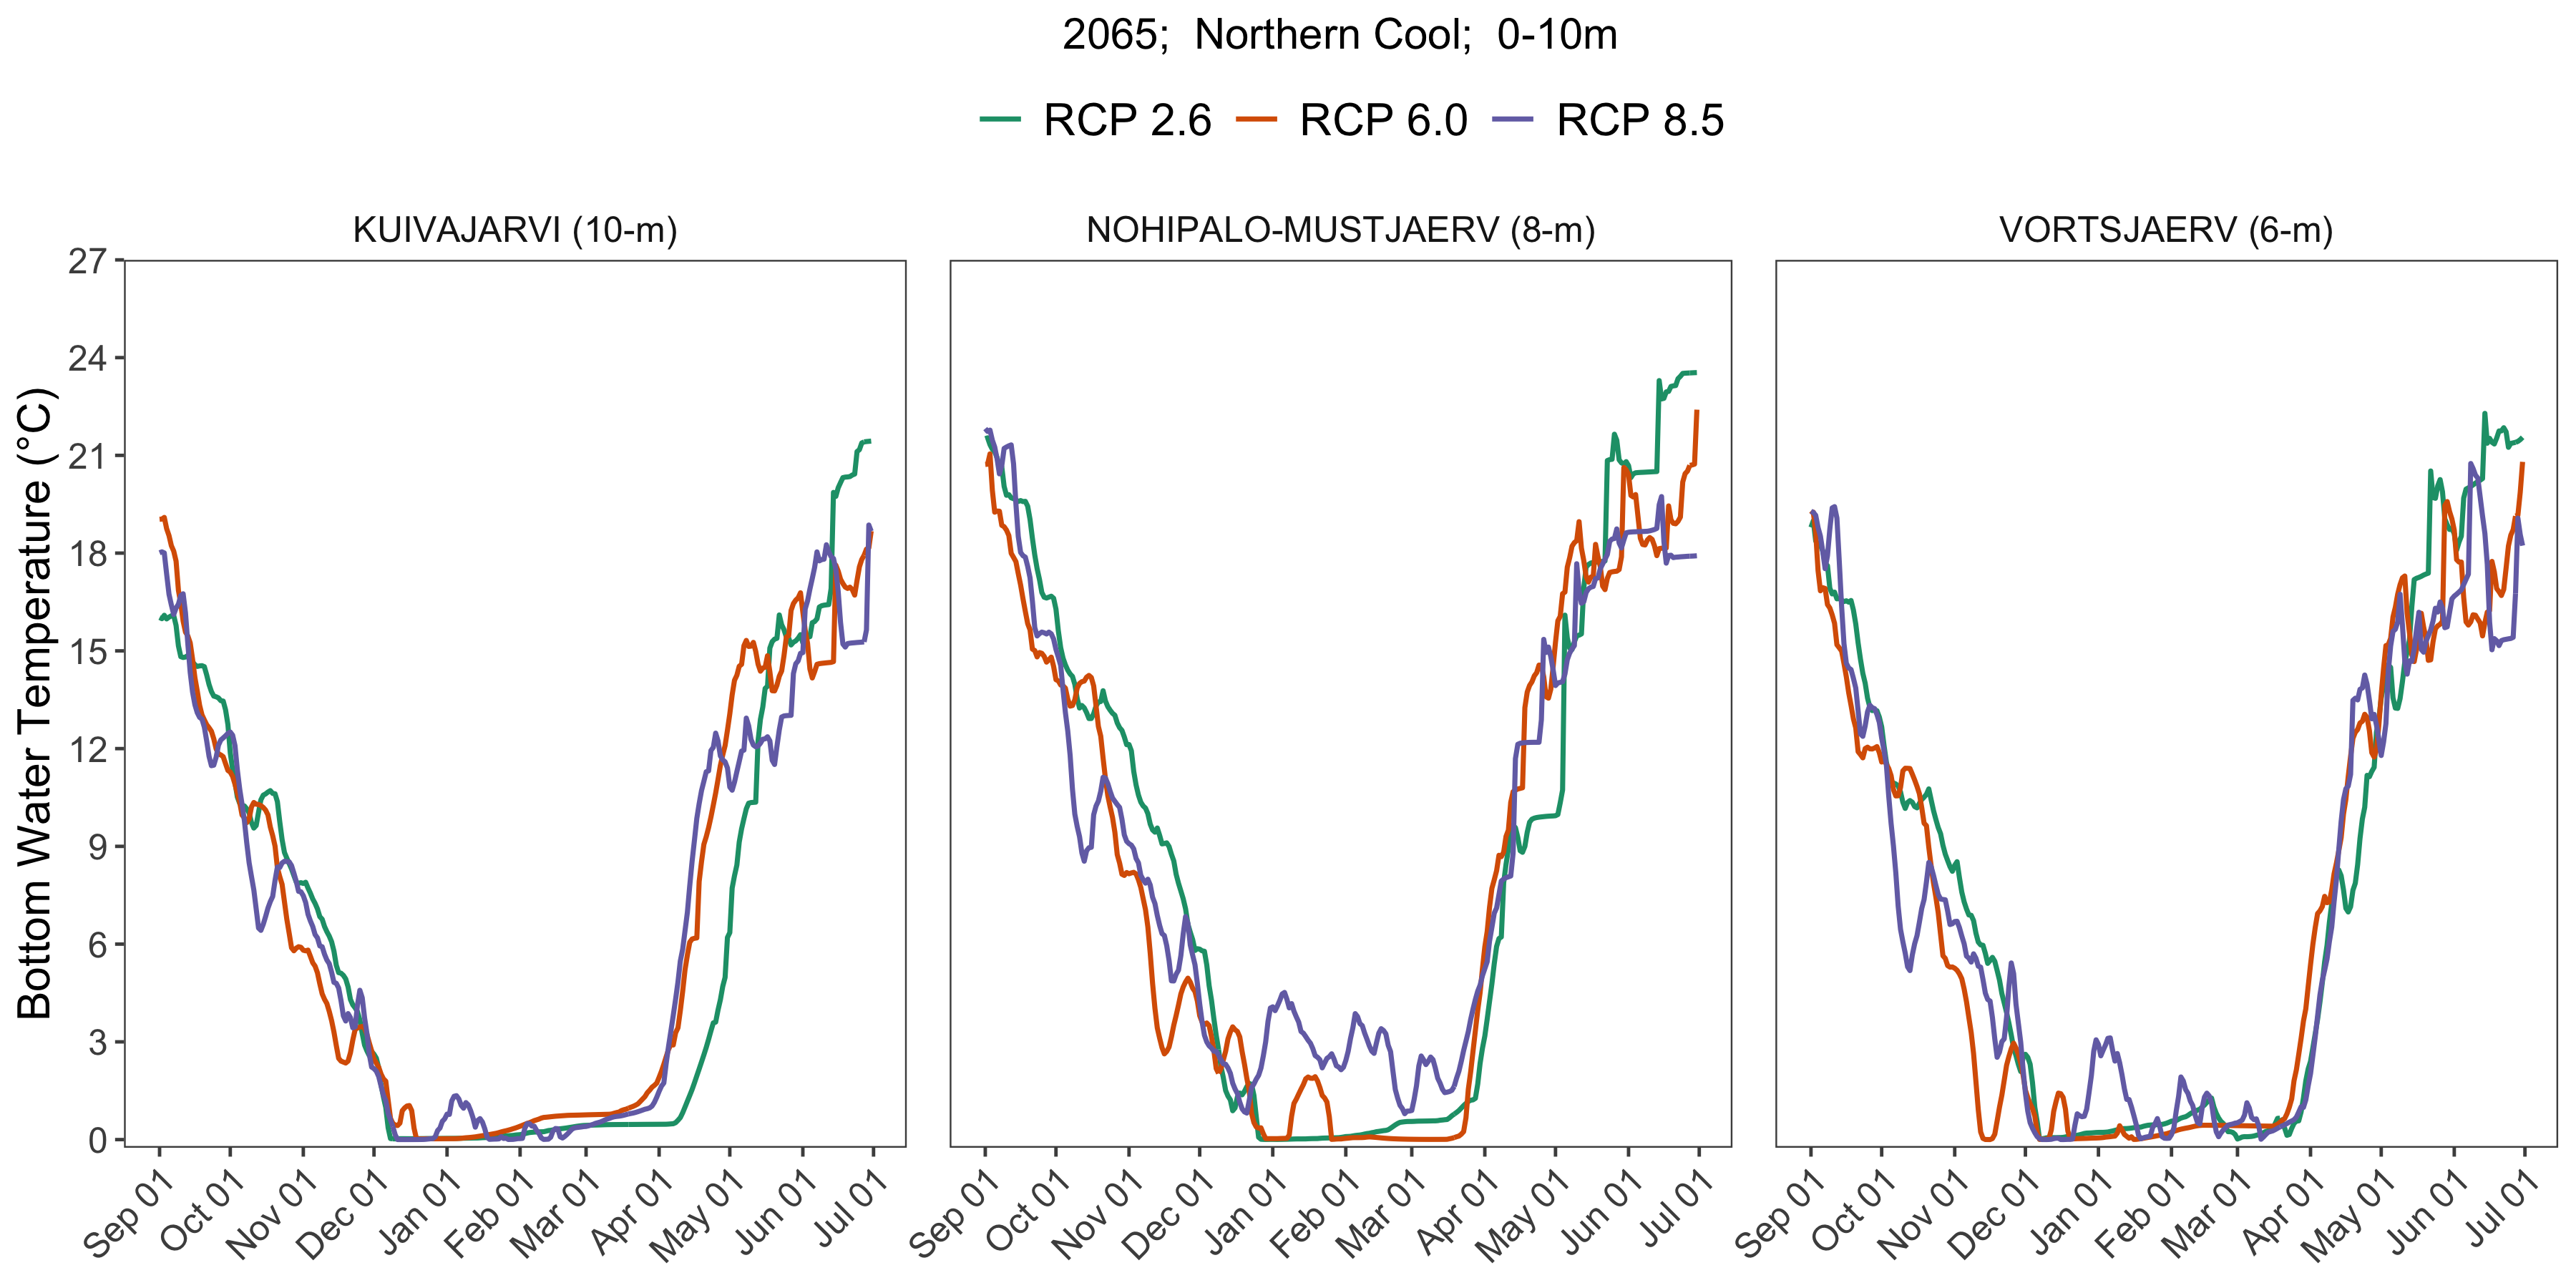 2065; Northern Cool; 0-10m
RCP 2.6 RCP 6.0 RCP 8.5
KUIVAJARVI (10-m) NOHIPALO-MUSTJAERV (8-m) VORTSJAERV (6-m)
Bottom Water Temperature (°C)
27
24
21
18
15
12
9
6
3
0
Sep 01 Oct 01 Nov 01 Dec 01 Jan 01 Feb 01 Mar 01 Apr 01 May 01 Jun 01 Jul 01 Sep 01 Oct 01 Nov 01 Dec 01 Jan 01 Feb 01 Mar 01 Apr 01 May 01 Jun 01 Jul 01 Sep 01 Oct 01 Nov 01 Dec 01 Jan 01 Feb 01 Mar 01 Apr 01 May 01 Jun 01 Jul 01